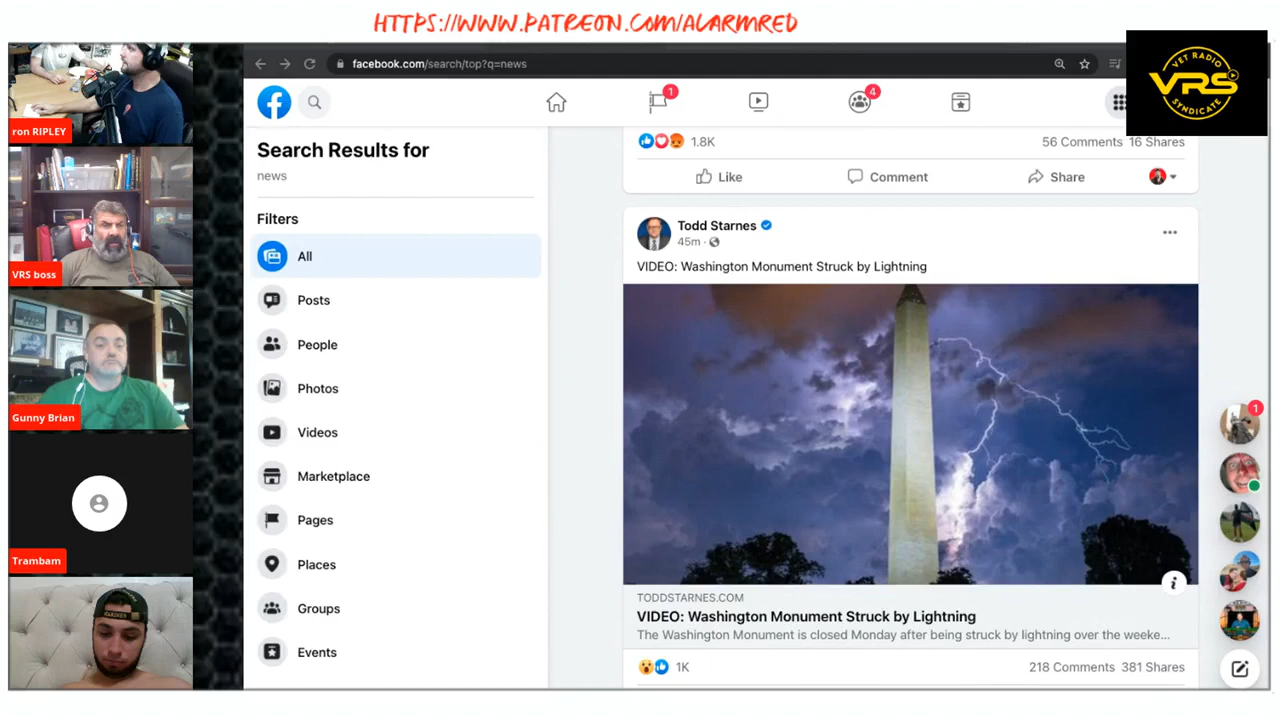 HTTPS://WWW.PATREON.COM/ALARMRED
facebook.com/search/top?q=news
VET RADIO
VRS
SYNDICATE
1
4
ron RIPLEY
VRS boss
Gunny Brian
Trambam
Search Results for
news
Filters
All
Posts
People
Photos
Videos
Marketplace
Pages
Places
Groups
Events
1.8K
56 Comments 16 Shares
Like
Comment
Share
Todd Starnes
45m ·
VIDEO: Washington Monument Struck by Lightning
TODDSTARNES.COM
VIDEO: Washington Monument Struck by Lightning
The Washington Monument is closed Monday after being struck by lightning over the weeke...
1K
218 Comments 381 Shares
1